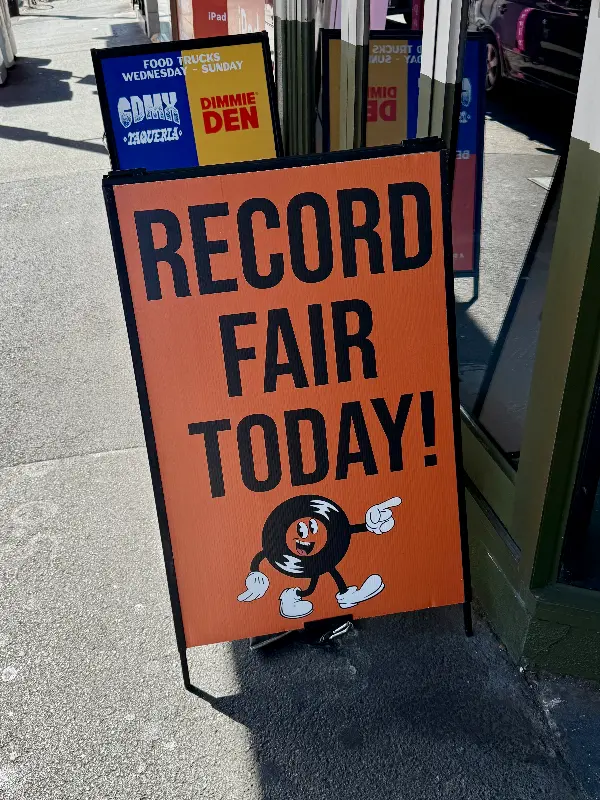 iPad
FOOD TRUCKS
WEDNESDAY - SUNDAY
CDMX
TAQUERIA
DIMMIE
DEN
RECORD
FAIR
TODAY!